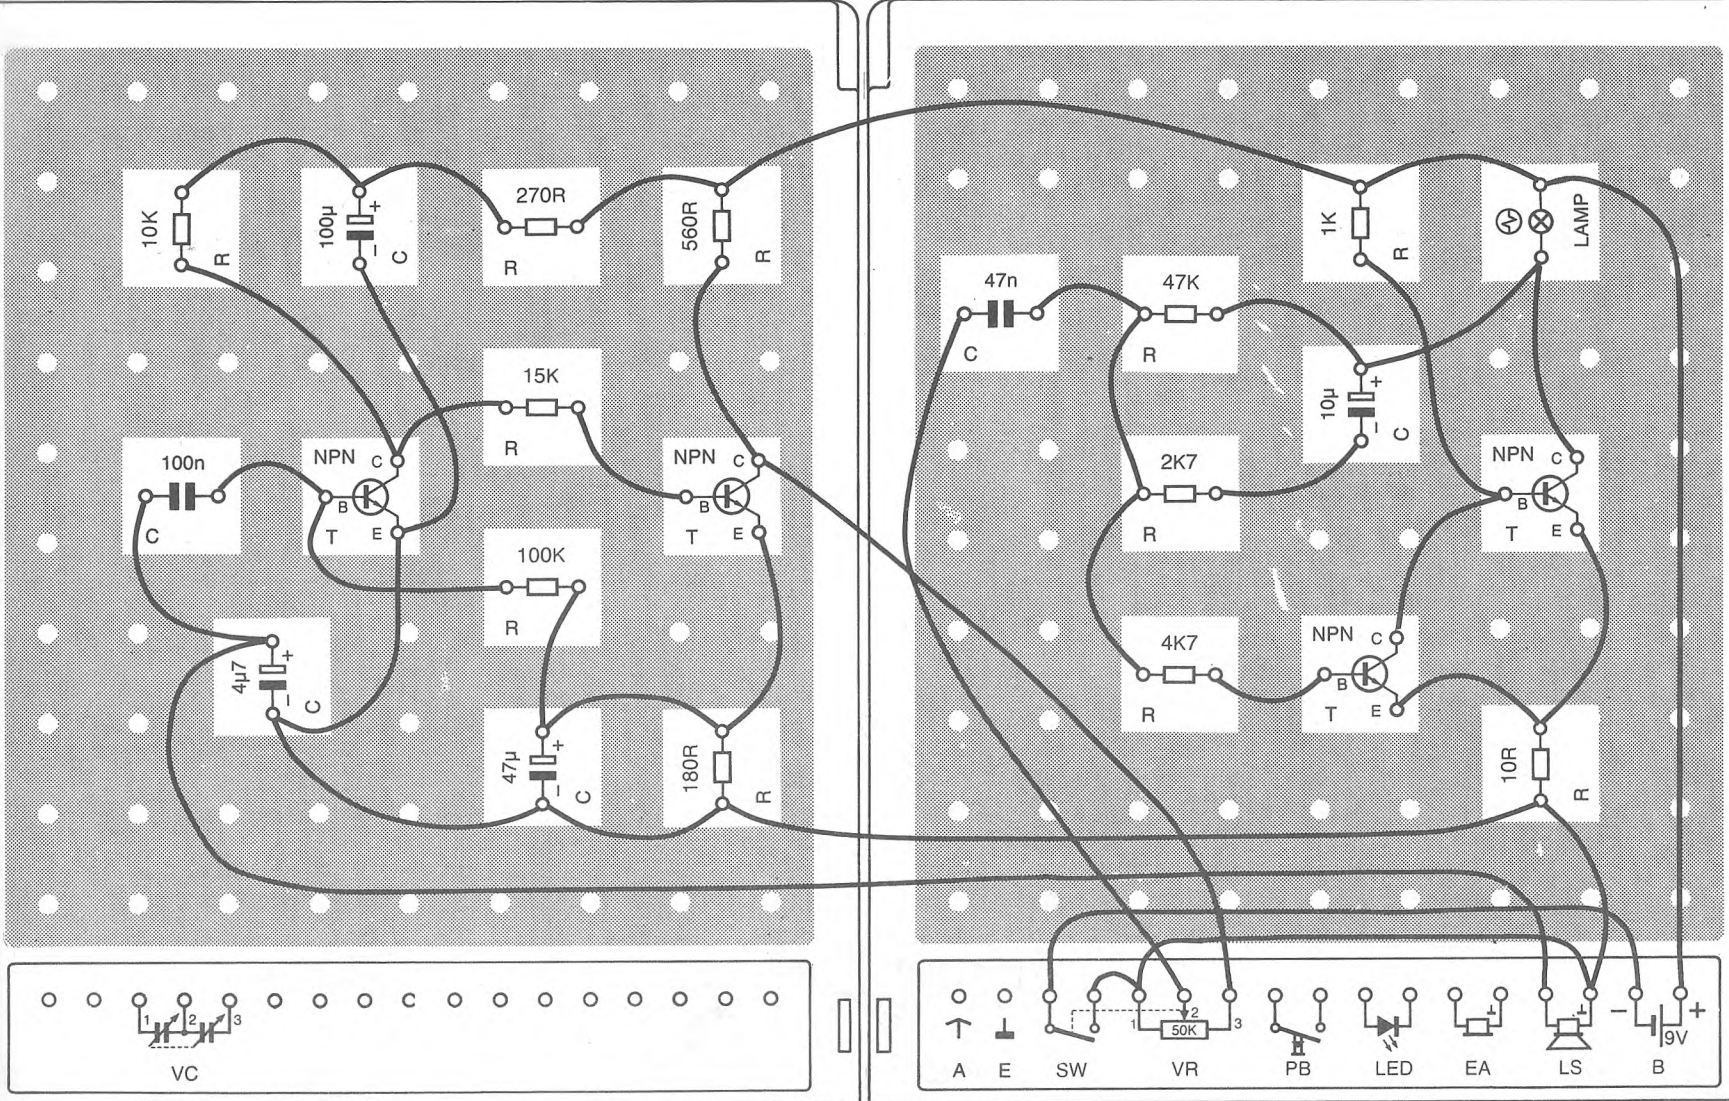 10K
R
100µ
+
−
C
270R
R
560R
R
1K
R
LAMP
47n
C
47K
R
10µ
+
−
C
15K
R
100n
C
NPN
C
B
E
T
NPN
C
B
E
T
2K7
R
NPN
C
B
E
T
100K
R
4µ7
+
−
C
4K7
R
NPN
C
B
E
T
47µ
+
−
C
180R
R
10R
R
1 2 3
VC
1 2 3
50K
+
+
− +
9V
A E SW VR PB LED EA LS B